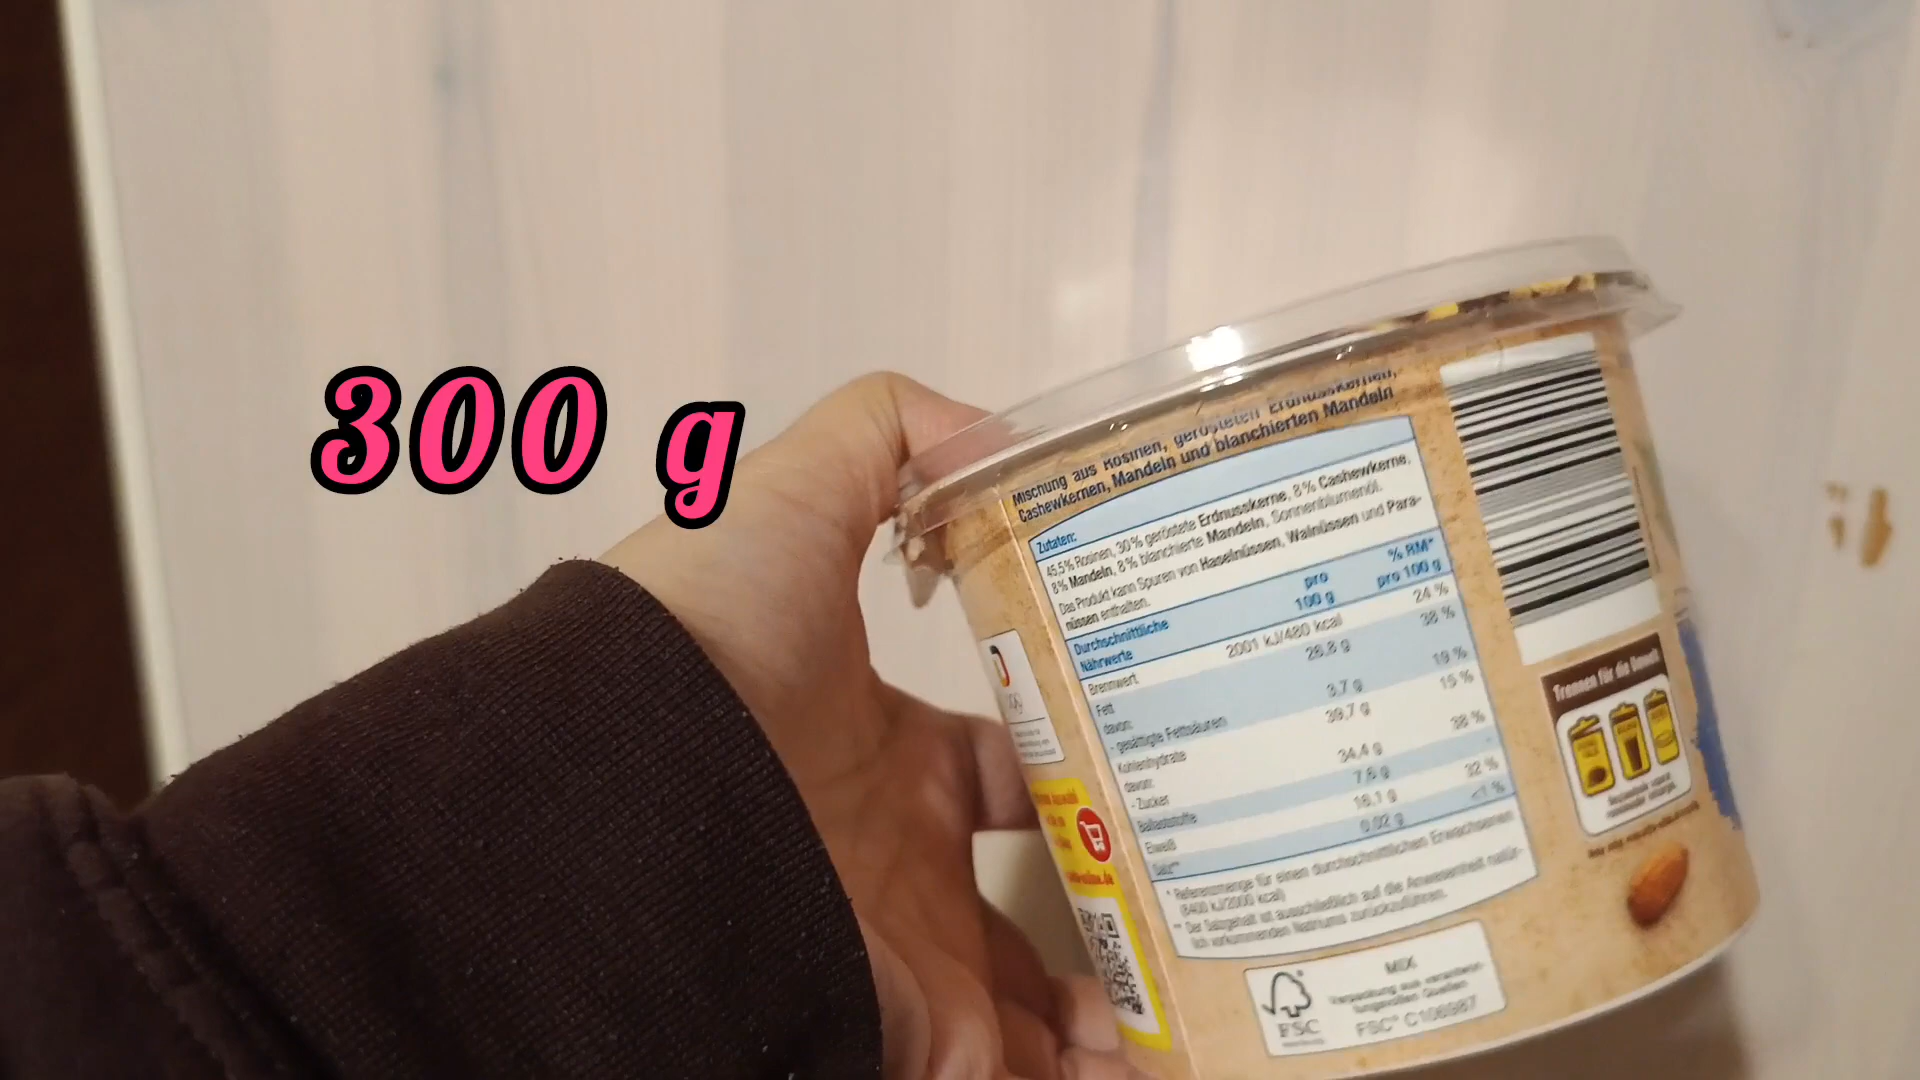 300 g
Mischung aus Rosinen, gerösteten Erdnusskernen,
Cashewkernen, Mandeln und blanchierten Mandeln
Zutaten:
45,5% Rosinen, 30% geröstete Erdnusskerne, 8% Cashewkerne,
8% Mandeln, 8% blanchierte Mandeln, Sonnenblumenöl.
Das Produkt kann Spuren von Haselnüssen, Walnüssen und Para-
nüssen enthalten.
Durchschnittliche Nährwerte pro 100 g % RM* pro 100 g
Brennwert 2001 kJ/480 kcal 24 %
Fett 26,8 g 38 %
davon:
- gesättigte Fettsäuren 3,7 g 19 %
Kohlenhydrate 39,7 g 15 %
davon:
- Zucker 34,4 g 38 %
Ballaststoffe 7,6 g -
Eiweiß 16,1 g 32 %
Salz** 0,02 g <1 %
* Referenzmenge für einen durchschnittlichen Erwachsenen
(8400 kJ/2000 kcal)
** Der Salzgehalt ist ausschließlich auf die Anwesenheit natür-
lich vorkommenden Natriums zurückzuführen.
Trennen für die Umwelt
MIX
Verpackung aus verantwor-
tungsvollen Quellen
FSC
FSC® C106987